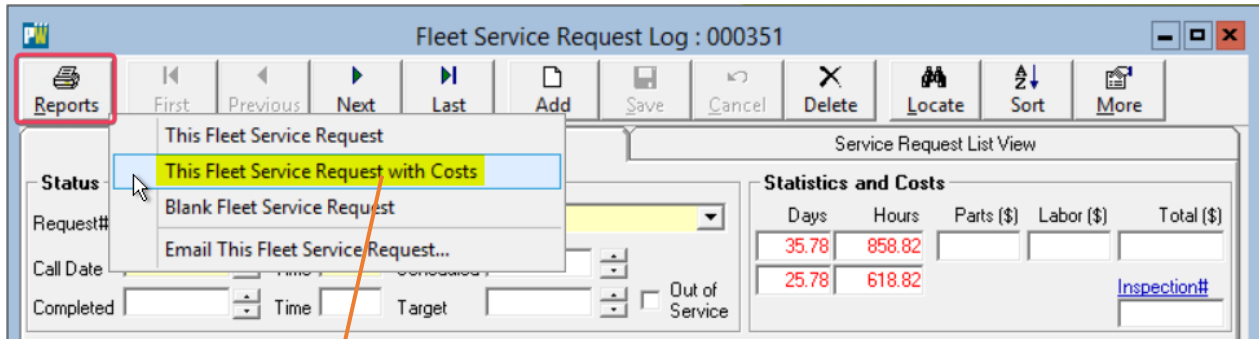 PW Fleet Service Request Log : 000351
Reports First Previous Next Last Add Save Cancel Delete Locate Sort More
This Fleet Service Request
Service Request List View
This Fleet Service Request with Costs
Blank Fleet Service Request
Email This Fleet Service Request...
Status
Request#
Call Date Time Scheduled
Completed Time Target Out of
Service
Statistics and Costs
Days Hours Parts ($) Labor ($) Total ($)
35.78 858.82
25.78 618.82
Inspection#